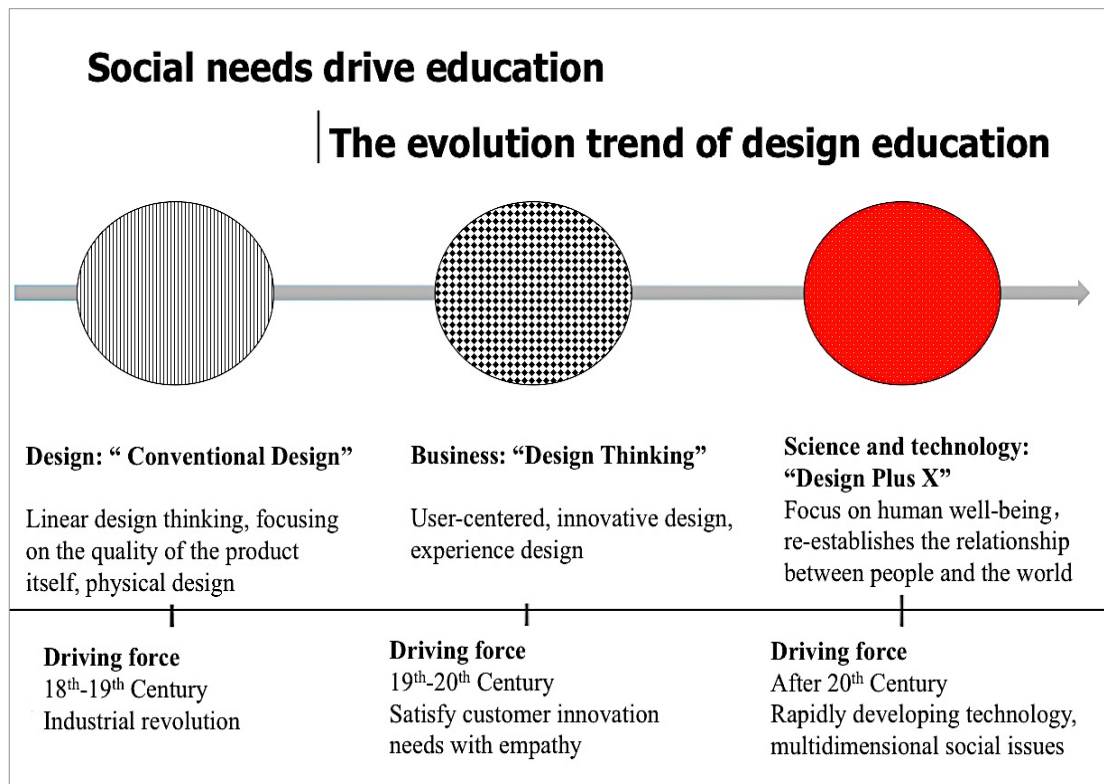 Social needs drive education
The evolution trend of design education
Design: “ Conventional Design”
Linear design thinking, focusing
on the quality of the product
itself, physical design
Business: “Design Thinking”
User-centered, innovative design,
experience design
Science and technology:
“Design Plus X”
Focus on human well-being，
re-establishes the relationship
between people and the world
Driving force
18th-19th Century
Industrial revolution
Driving force
19th-20th Century
Satisfy customer innovation
needs with empathy
Driving force
After 20th Century
Rapidly developing technology,
multidimensional social issues